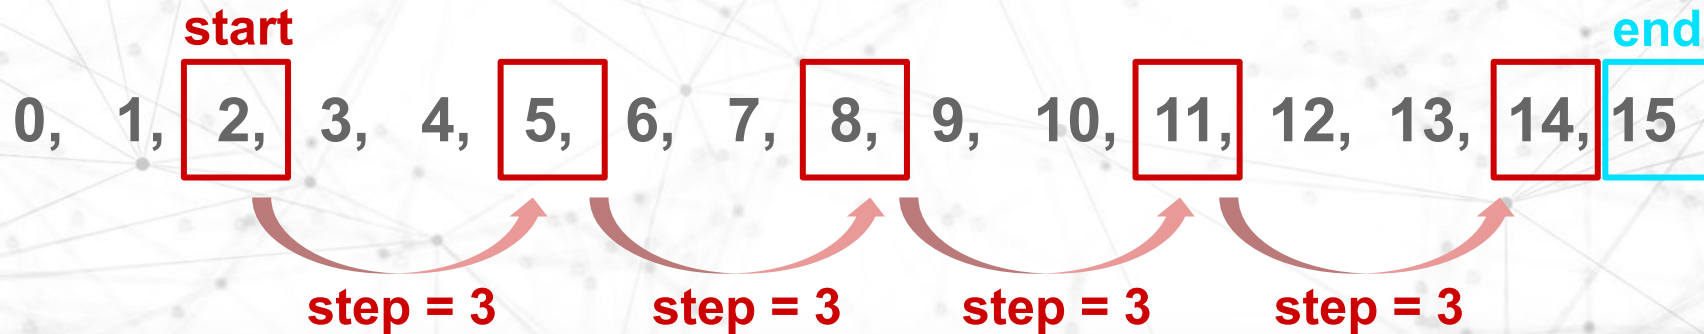 start end
0, 1, 2, 3, 4, 5, 6, 7, 8, 9, 10, 11, 12, 13, 14, 15
step = 3 step = 3 step = 3 step = 3